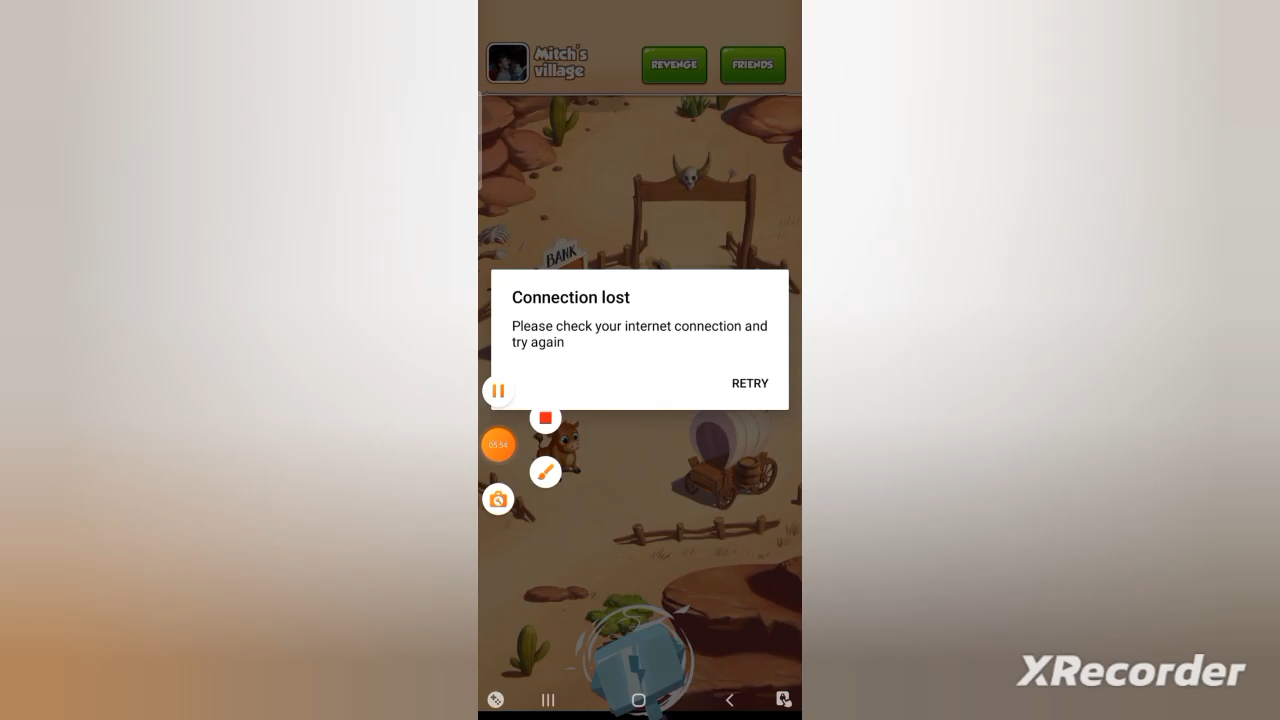 Mitch's
village
REVENGE
FRIENDS
BANK
Connection lost
Please check your internet connection and
try again
RETRY
05:54
XRecorder